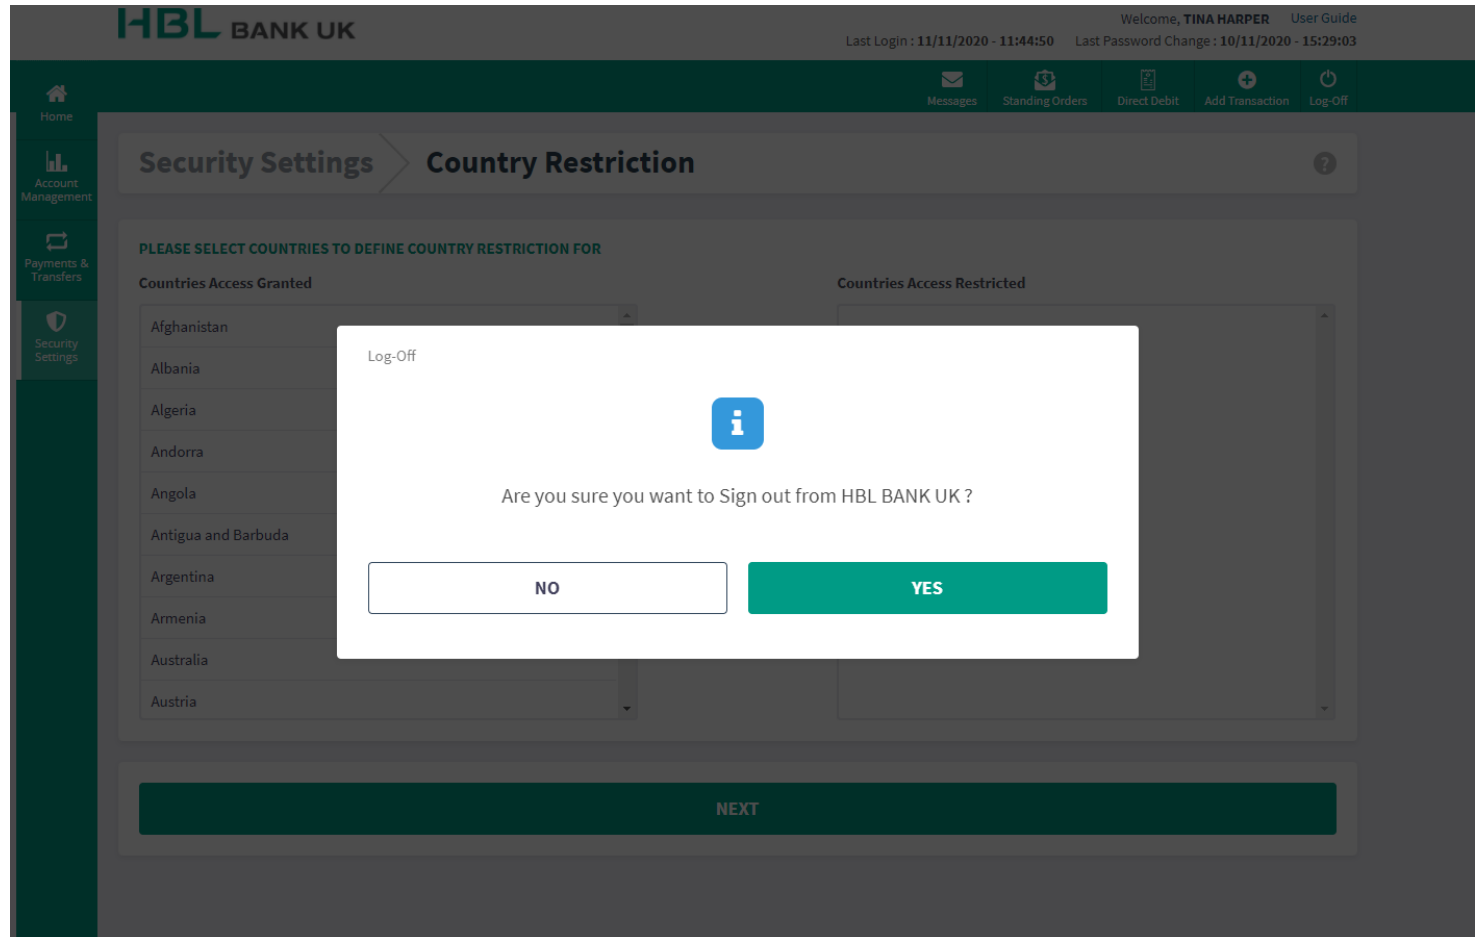 HBL BANK UK
Welcome, TINA HARPER User Guide
Last Login : 11/11/2020 - 11:44:50 Last Password Change : 10/11/2020 - 15:29:03
Home
Messages
Standing Orders
Direct Debit
Add Transaction
Log-Off
Account
Management
Payments &
Transfers
Security
Settings
Security Settings Country Restriction
?
PLEASE SELECT COUNTRIES TO DEFINE COUNTRY RESTRICTION FOR
Countries Access Granted
Countries Access Restricted
Afghanistan
Albania
Algeria
Andorra
Angola
Antigua and Barbuda
Argentina
Armenia
Australia
Austria
Log-Off
i
Are you sure you want to Sign out from HBL BANK UK ?
NO
YES
NEXT